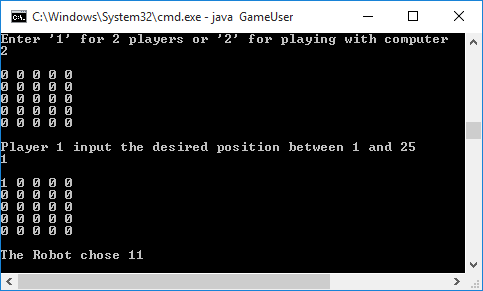 C:\Windows\System32\cmd.exe - java  GameUser
Enter '1' for 2 players or '2' for playing with computer
2
0 0 0 0 0
0 0 0 0 0
0 0 0 0 0
0 0 0 0 0
0 0 0 0 0
Player 1 input the desired position between 1 and 25
1
1 0 0 0 0
0 0 0 0 0
0 0 0 0 0
0 0 0 0 0
0 0 0 0 0
The Robot chose 11